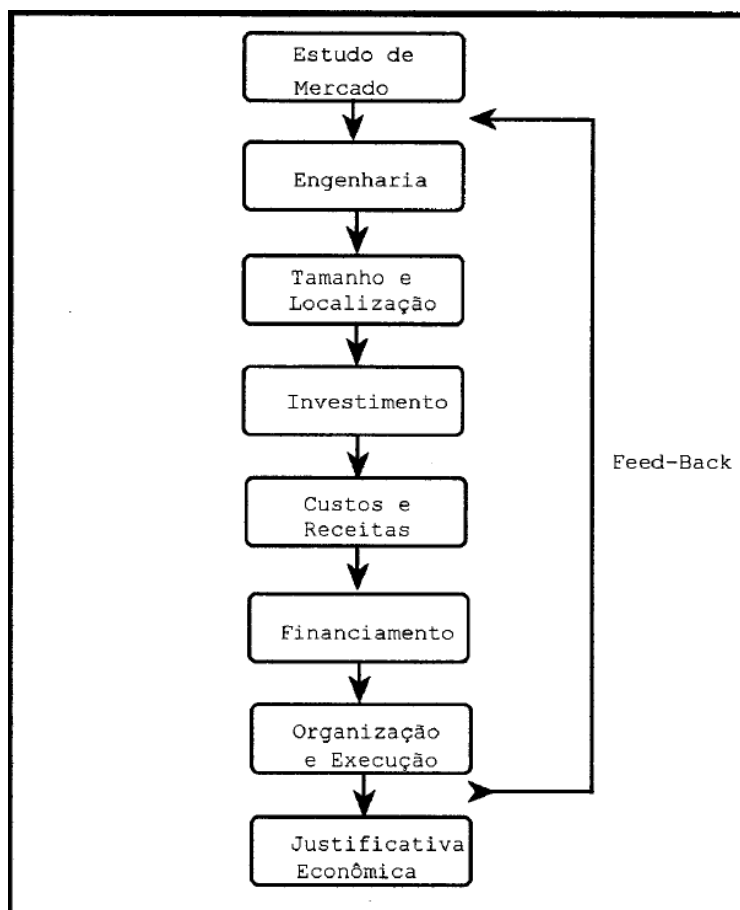 Estudo de
Mercado
Engenharia
Tamanho e
Localização
Investimento
Feed-Back
Custos e
Receitas
Financiamento
Organização
e Execução
Justificativa
Econômica